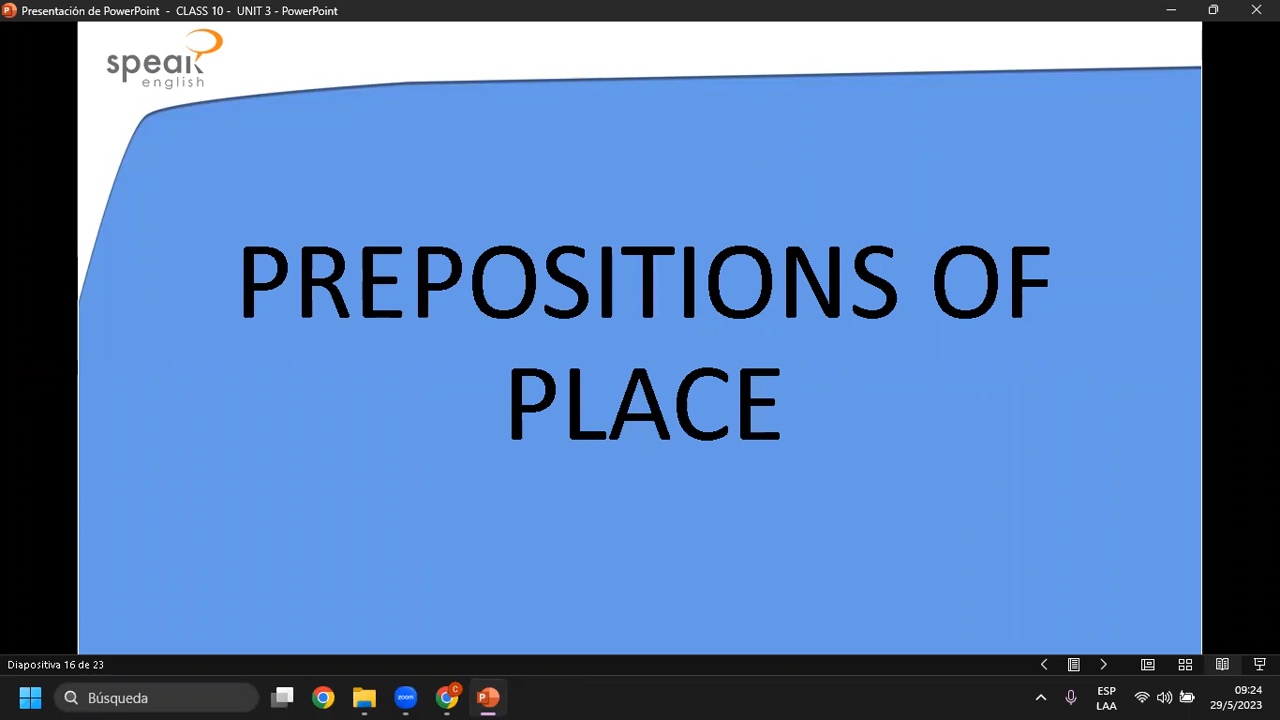 Presentación de PowerPoint - CLASS 10 - UNIT 3 - PowerPoint
speak
english
PREPOSITIONS OF
PLACE
Diapositiva 16 de 23
Búsqueda
zoom
C
P
ESP
LAA
09:24
29/5/2023